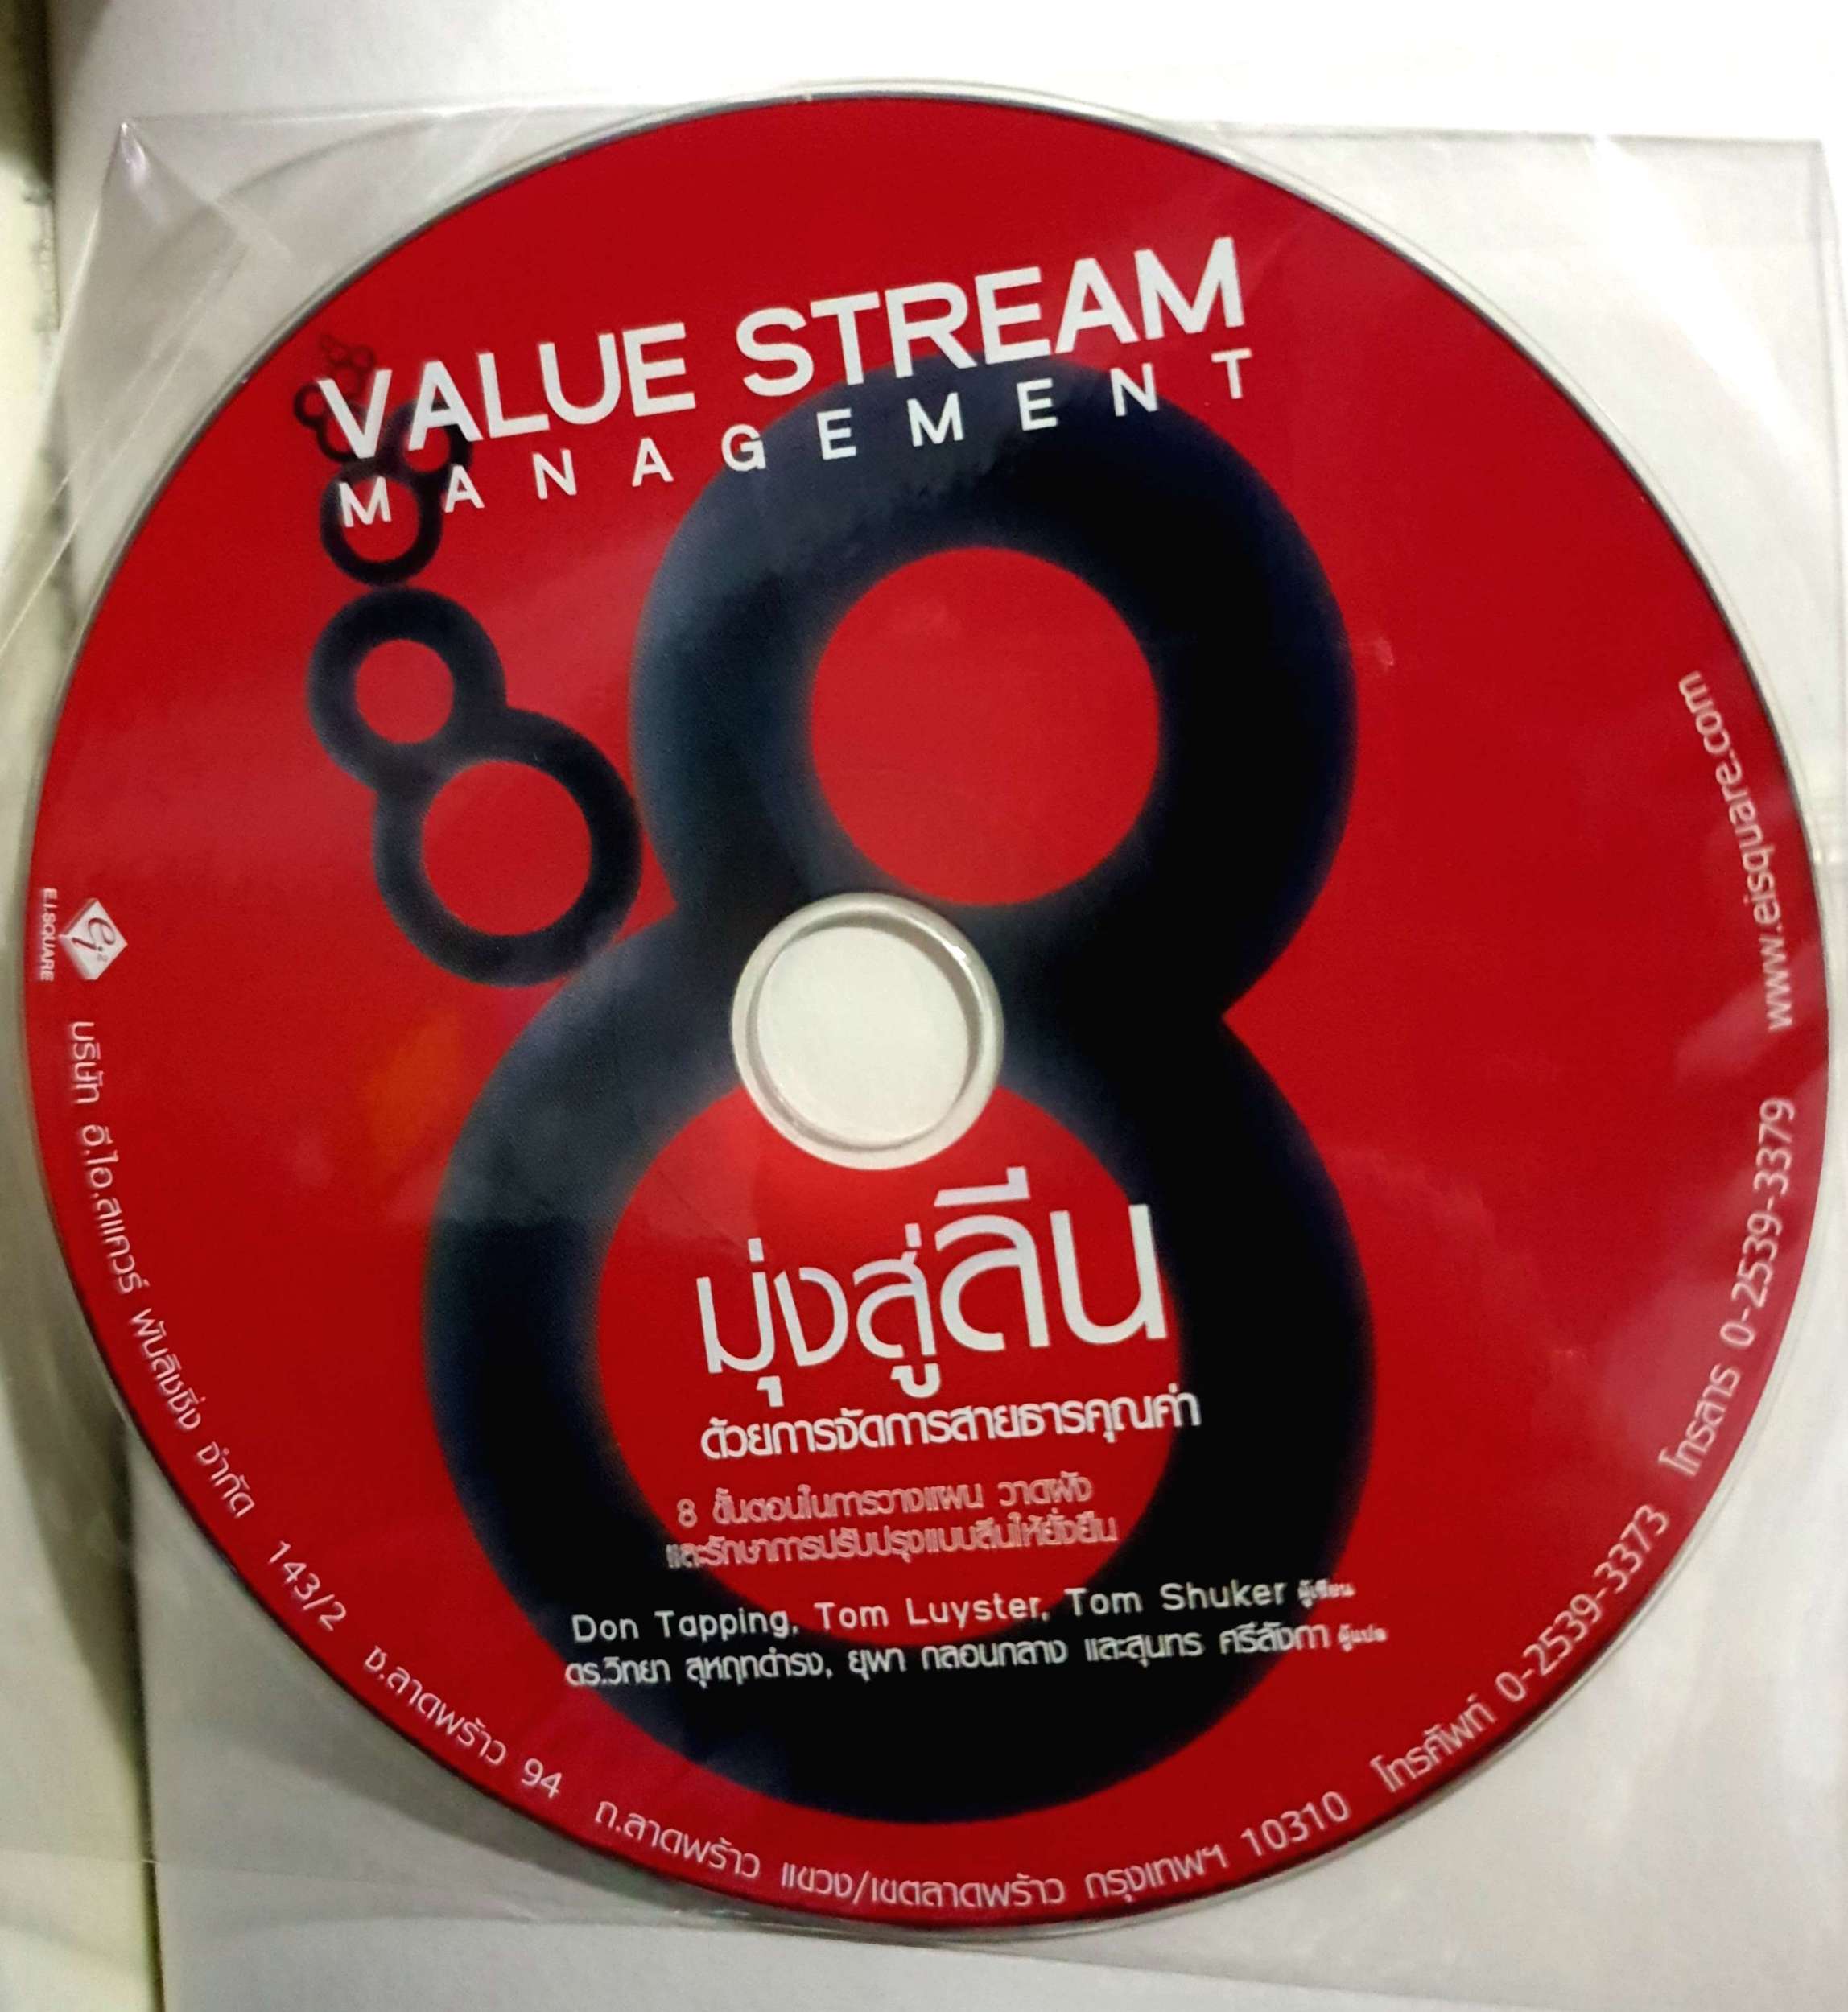 VALUE STREAM
MANAGEMENT
มุ่งสู่ลีน
ด้วยการจัดการสายธารคุณค่า
8 ขั้นตอนในการวางแผน วาดผัง
และรักษาการปรับปรุงแบบลีนให้ยั่งยืน
Don Tapping, Tom Luyster, Tom Shuker ผู้เขียน
ดร.วิทยา สุหฤทดำรง, ยุพา กลอนกลาง และสุนทร ศรีลังกา ผู้แปล
e.i.2
E.I.SQUARE
บริษัท อี.ไอ.สแควร์ พับลิชชิ่ง จำกัด 143/2 ซ.ลาดพร้าว 94 ถ.ลาดพร้าว แขวง/เขตลาดพร้าว กรุงเทพฯ 10310 โทรศัพท์ 0-2539-3373 โทรสาร 0-2539-3379 www.eisquare.com